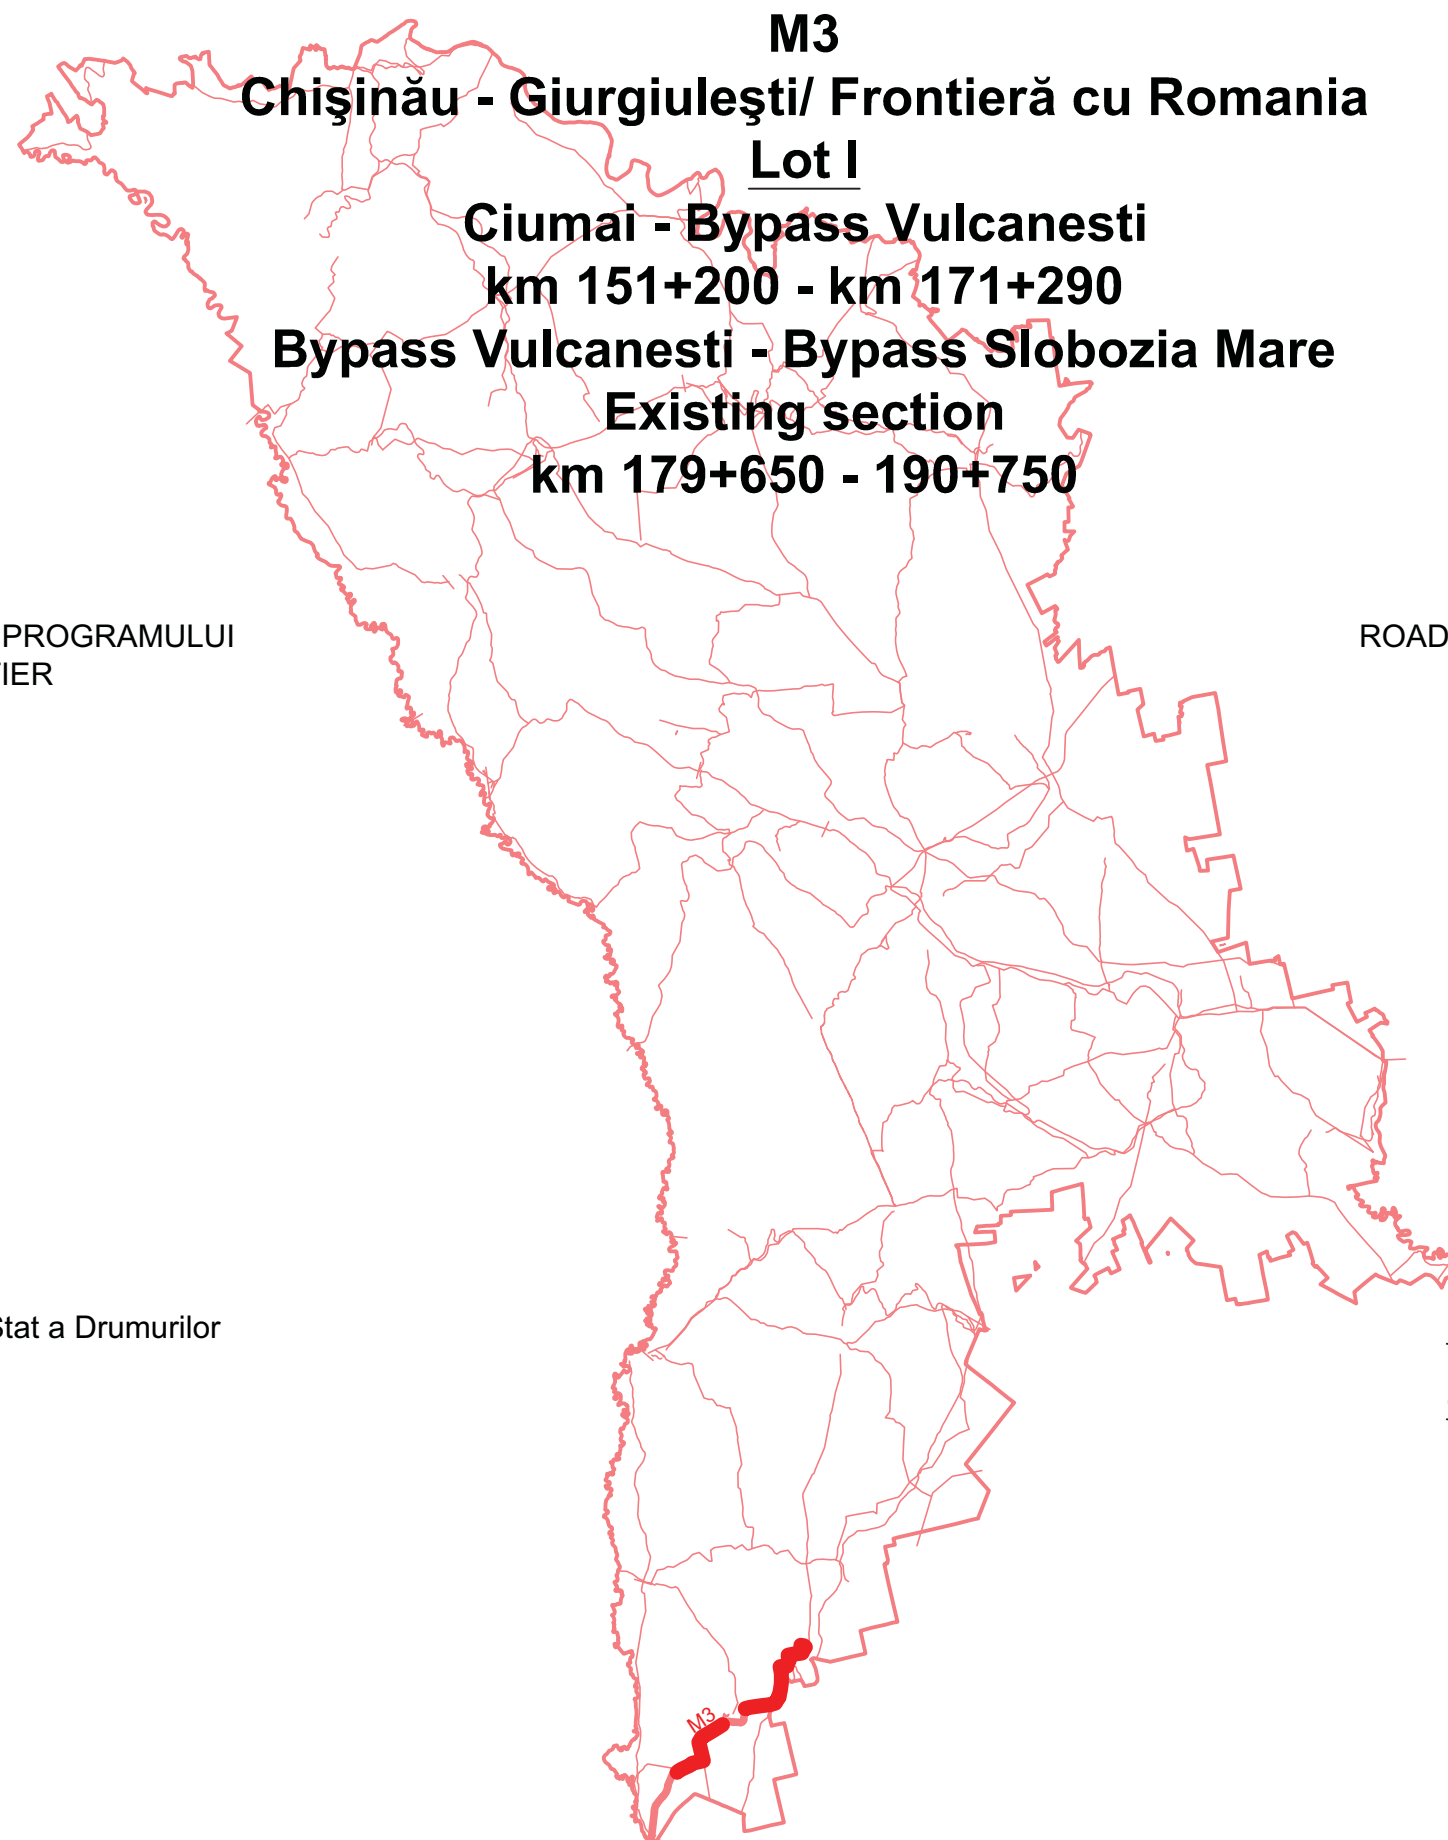 M3
Chişinău - Giurgiuleşti/ Frontieră cu Romania
Lot I
Ciumai - Bypass Vulcanesti
km 151+200 - km 171+290
Bypass Vulcanesti - Bypass Slobozia Mare
Existing section
km 179+650 - 190+750
PROGRAMULUI
IER
ROAD
tat a Drumurilor
M3